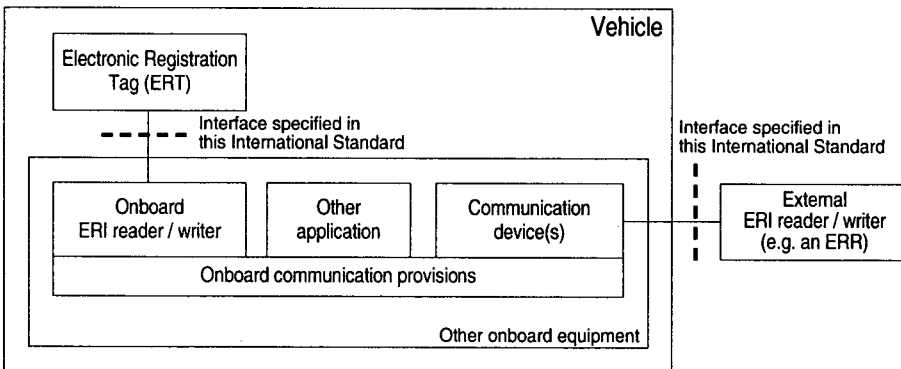 Vehicle
Electronic Registration
Tag (ERT)
Interface specified in
this International Standard
Interface specified in
this International Standard
Onboard
ERI reader / writer
Other
application
Communication
device(s)
External
ERI reader / writer
(e.g. an ERR)
Onboard communication provisions
Other onboard equipment